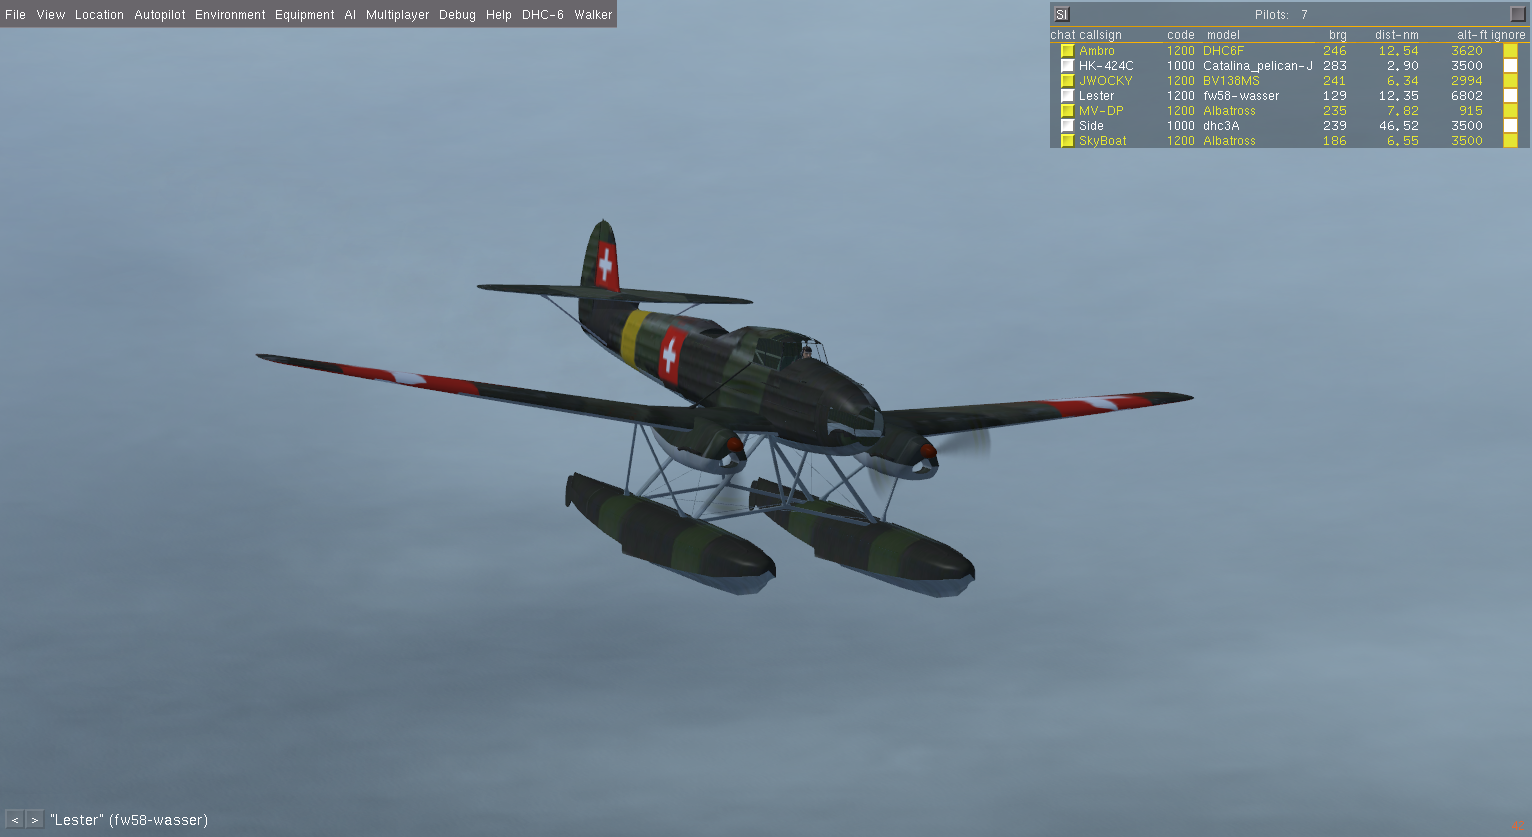 File View Location Autopilot Environment Equipment AI Multiplayer Debug Help DHC-6 Walker
SI Pilots: 7
chat callsign code model brg dist-nm alt-ft ignore
Ambro 1200 DHC6F 246 12.54 3620
HK-424C 1000 Catalina_pelican-J 283 2.90 3500
JWOCKY 1200 BV138MS 241 6.34 2994
Lester 1200 fw58-wasser 129 12.35 6802
MV-DP 1200 Albatross 235 7.82 915
Side 1000 dhc3A 239 46.52 3500
SkyBoat 1200 Albatross 186 6.55 3500
< > "Lester" (fw58-wasser)